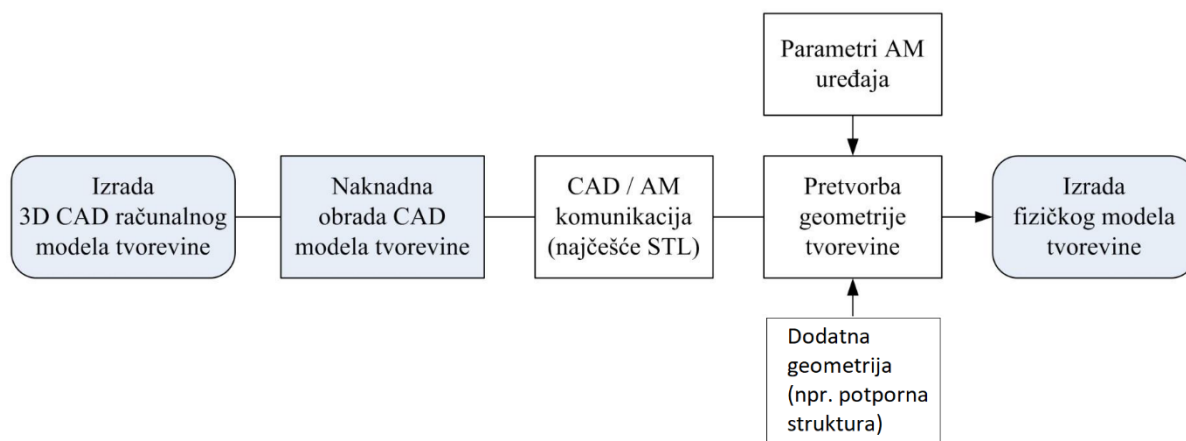 Parametri AM
uređaja
Izrada
3D CAD računalnog
modela tvorevine
Naknadna
obrada CAD
modela tvorevine
CAD / AM
komunikacija
(najčešće STL)
Pretvorba
geometrije
tvorevine
Izrada
fizičkog modela
tvorevine
Dodatna
geometrija
(npr. potporna
struktura)